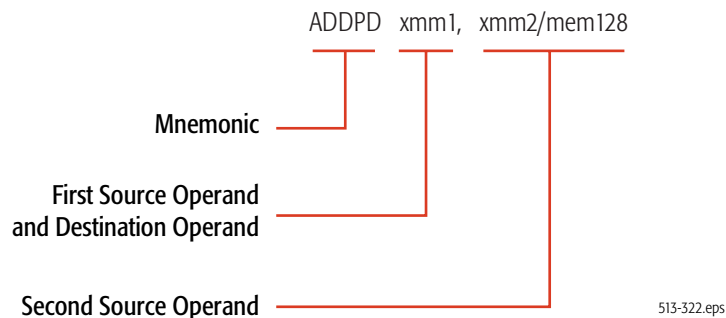 ADDPD xmm1, xmm2/mem128
Mnemonic
First Source Operand
and Destination Operand
Second Source Operand
513-322.eps